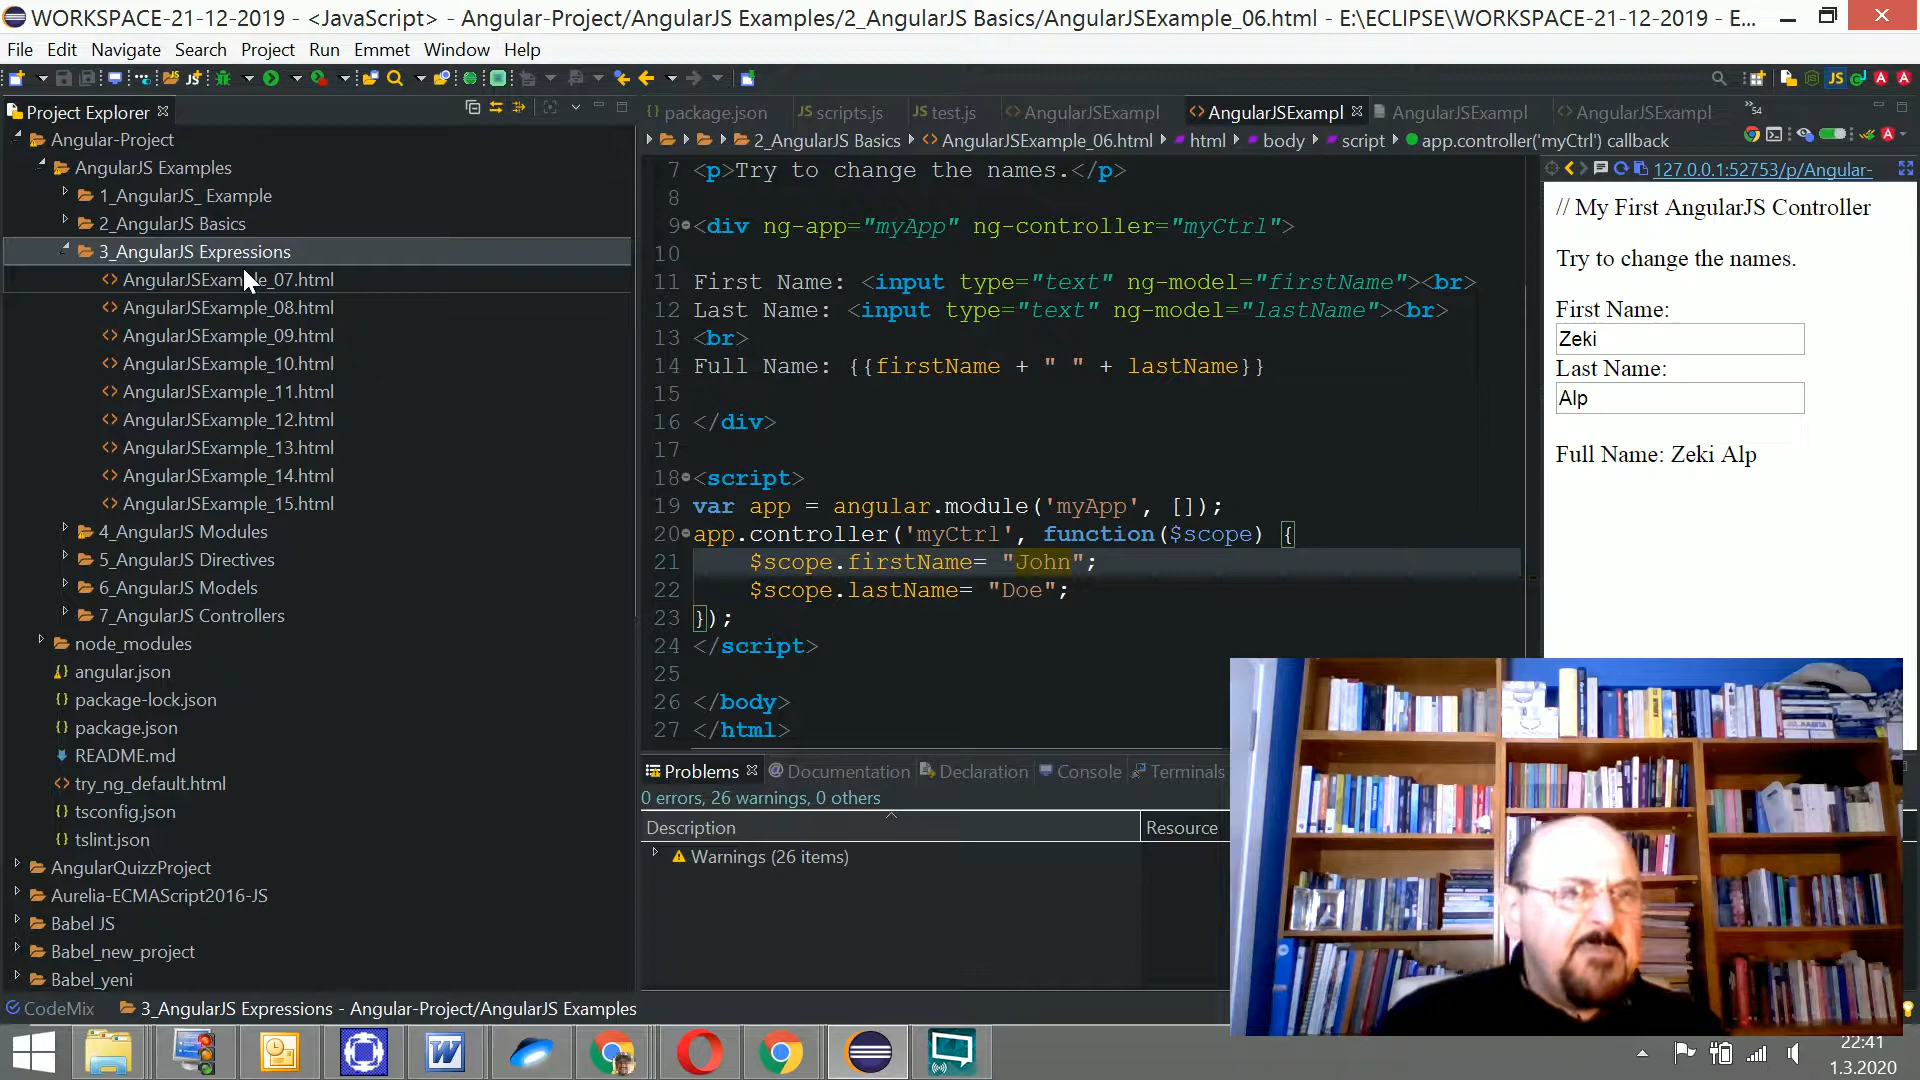 WORKSPACE-21-12-2019 - <JavaScript> - Angular-Project/AngularJS Examples/2_AngularJS Basics/AngularJSExample_06.html - E:\ECLIPSE\WORKSPACE-21-12-2019 - E...
File Edit Navigate Search Project Run Emmet Window Help
JS
Project Explorer
Angular-Project
AngularJS Examples
1_AngularJS_ Example
2_AngularJS Basics
3_AngularJS Expressions
AngularJSExample_07.html
AngularJSExample_08.html
AngularJSExample_09.html
AngularJSExample_10.html
AngularJSExample_11.html
AngularJSExample_12.html
AngularJSExample_13.html
AngularJSExample_14.html
AngularJSExample_15.html
4_AngularJS Modules
5_AngularJS Directives
6_AngularJS Models
7_AngularJS Controllers
node_modules
angular.json
package-lock.json
package.json
README.md
try_ng_default.html
tsconfig.json
tslint.json
AngularQuizzProject
Aurelia-ECMAScript2016-JS
Babel JS
Babel_new_project
Babel_yeni
package.json JS scripts.js JS test.js AngularJSExampl AngularJSExampl AngularJSExampl AngularJSExampl 54
2_AngularJS Basics AngularJSExample_06.html html body script app.controller('myCtrl') callback
7 <p>Try to change the names.</p>
8
9 <div ng-app="myApp" ng-controller="myCtrl">
10
11 First Name: <input type="text" ng-model="firstName"><br>
12 Last Name: <input type="text" ng-model="lastName"><br>
13 <br>
14 Full Name: {{firstName + " " + lastName}}
15
16 </div>
17
18 <script>
19 var app = angular.module('myApp', []);
20 app.controller('myCtrl', function($scope) {
21 $scope.firstName= "John";
22 $scope.lastName= "Doe";
23 });
24 </script>
25
26 </body>
27 </html>
127.0.0.1:52753/p/Angular-
// My First AngularJS Controller
Try to change the names.
First Name:
Zeki
Last Name:
Alp
Full Name: Zeki Alp
Problems Documentation Declaration Console Terminals
0 errors, 26 warnings, 0 others
Description Resource
Warnings (26 items)
CodeMix 3_AngularJS Expressions - Angular-Project/AngularJS Examples
22:41
1.3.2020